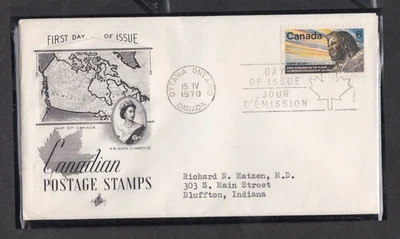 FIRST DAY OF ISSUE
MAP OF CANADA
H.M. QUEEN ELIZABETH II
Canadian
POSTAGE STAMPS
OTTAWA ONTARIO
15 IV
1970
CANADA
Canada 6
DAY
OF ISSUE
JOUR
D'ÉMISSION
Richard N. Matzen, M.D.
303 S. Main Street
Bluffton, Indiana